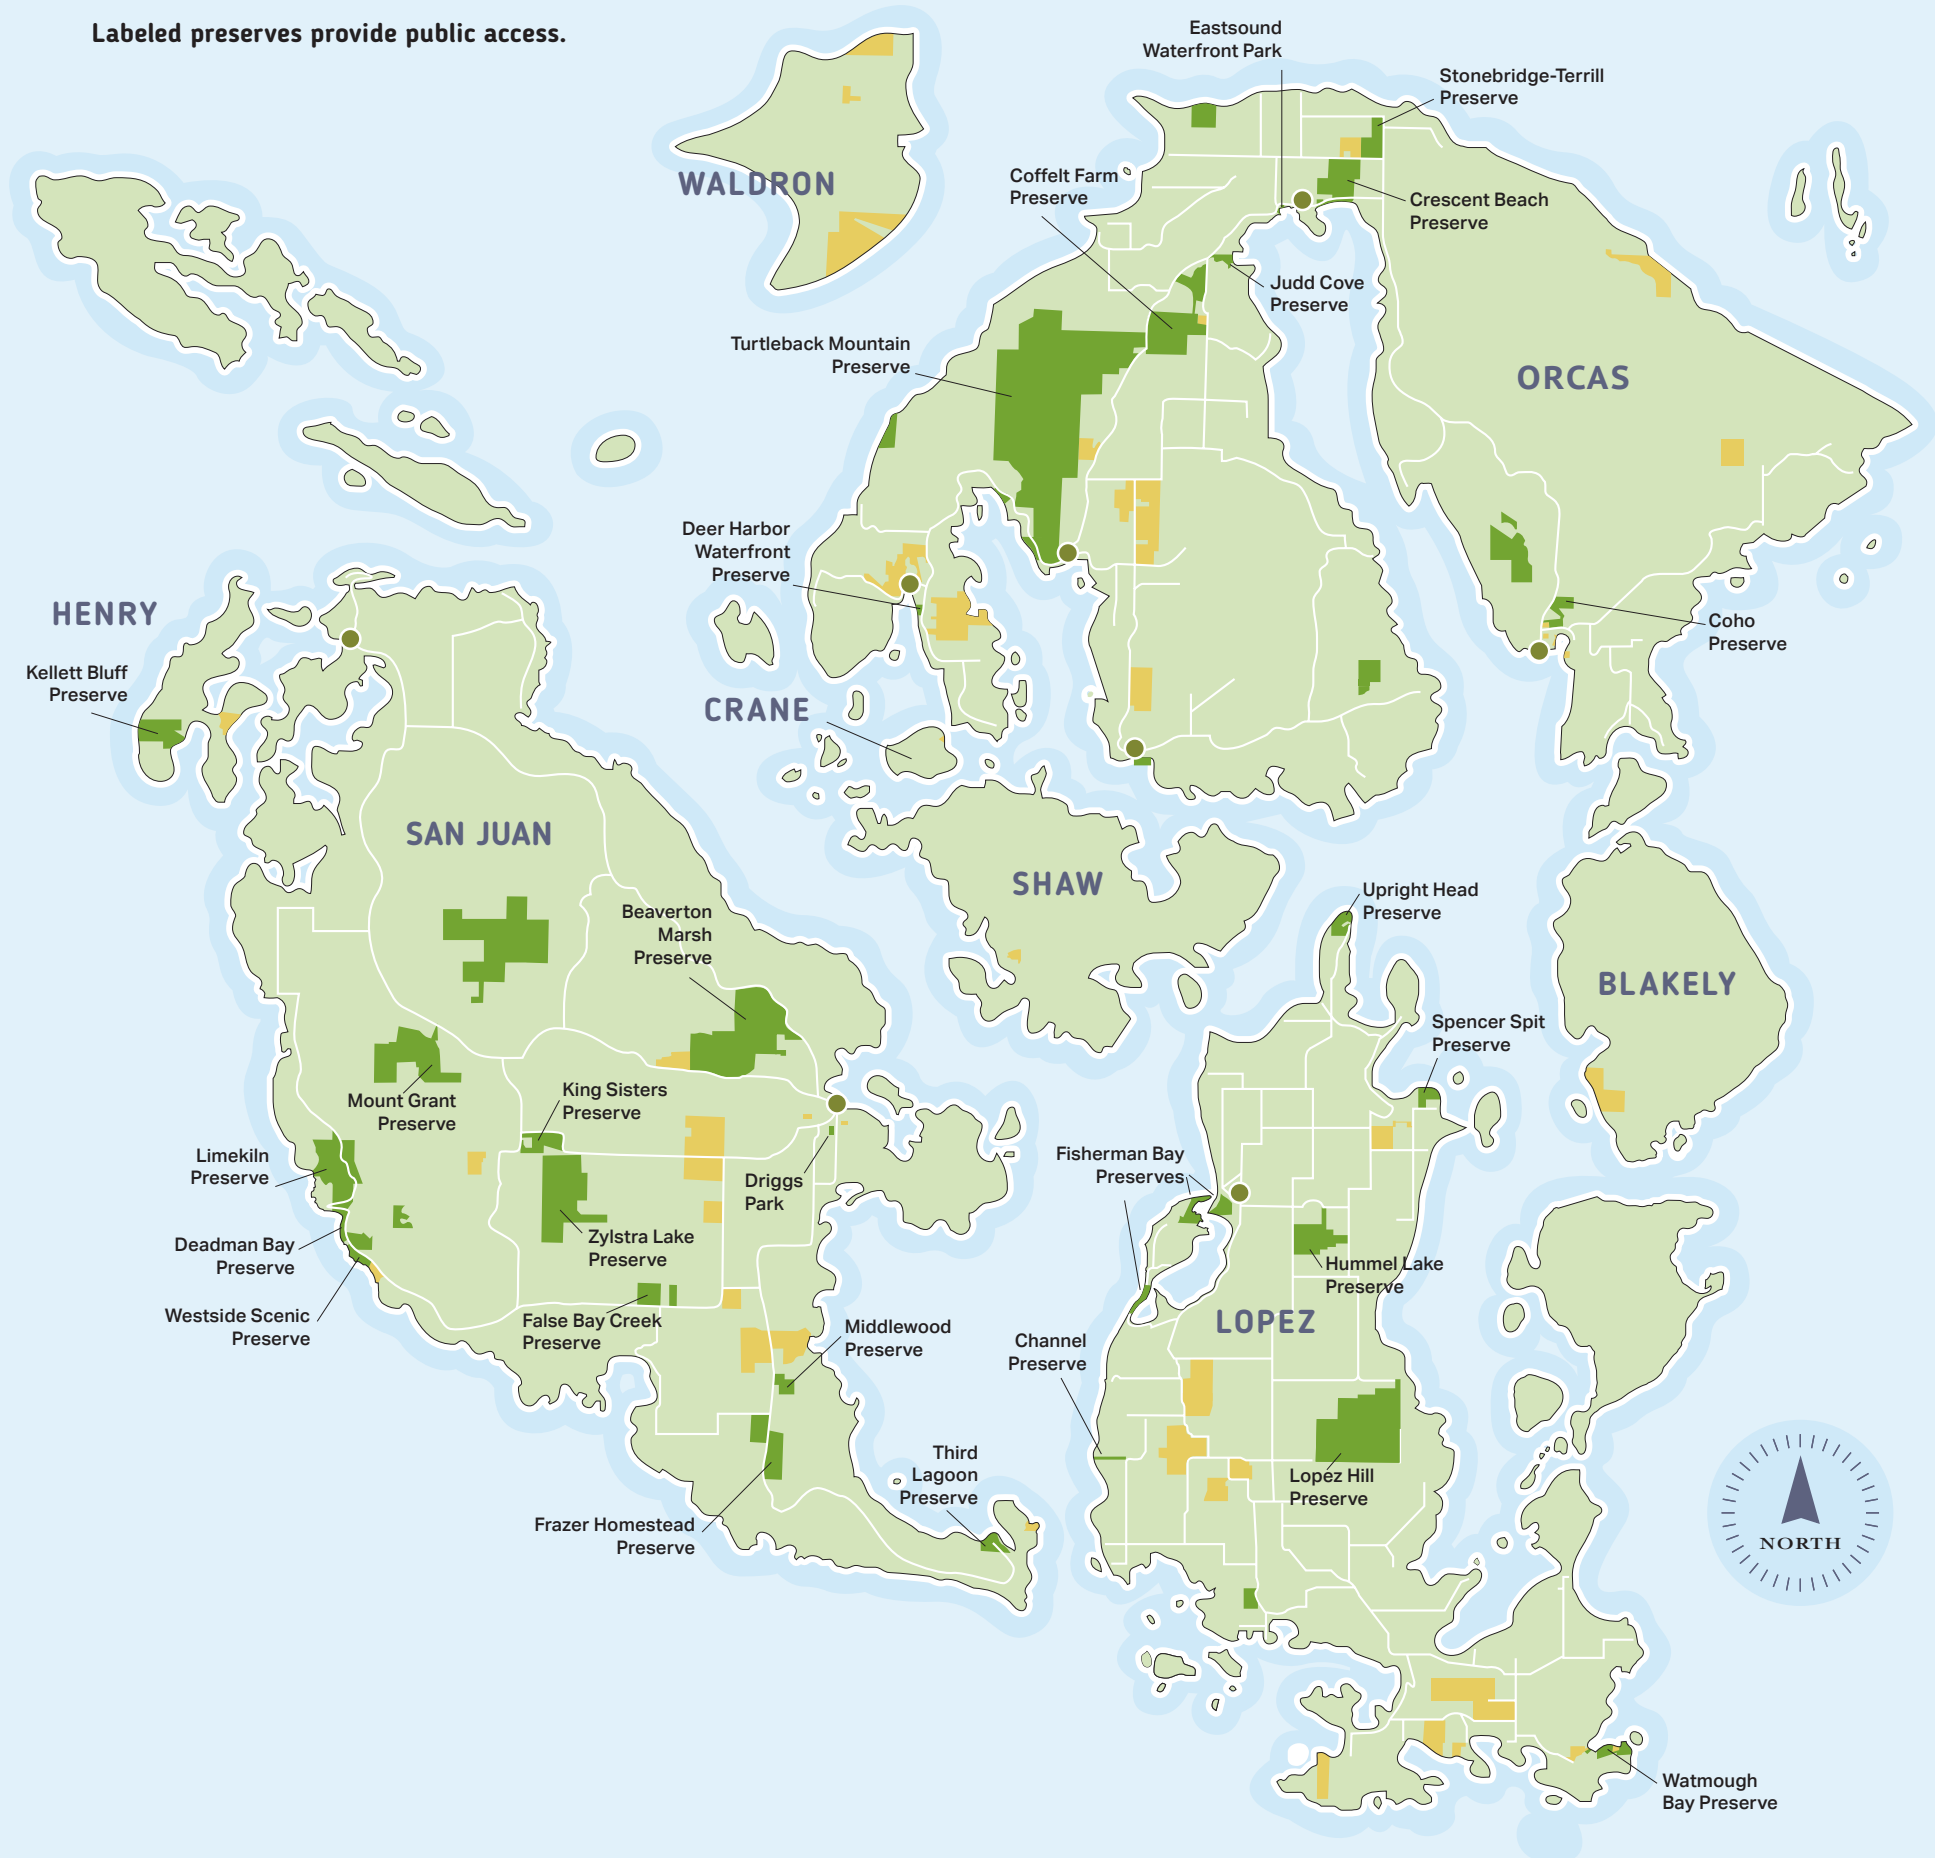 Labeled preserves provide public access.
Eastsound
Waterfront Park
Stonebridge-Terrill
Preserve
WALDRON
Coffelt Farm
Preserve
Crescent Beach
Preserve
Judd Cove
Preserve
Turtleback Mountain
Preserve
ORCAS
Deer Harbor
Waterfront
Preserve
HENRY
Kellett Bluff
Preserve
Coho
Preserve
CRANE
SAN JUAN
SHAW
Upright Head
Preserve
Beaverton
Marsh
Preserve
BLAKELY
Spencer Spit
Preserve
King Sisters
Preserve
Mount Grant
Preserve
Limekiln
Preserve
Fisherman Bay
Preserves
Driggs
Park
Zylstra Lake
Preserve
Deadman Bay
Preserve
Hummel Lake
Preserve
Westside Scenic
Preserve
False Bay Creek
Preserve
LOPEZ
Middlewood
Preserve
Channel
Preserve
Third
Lagoon
Preserve
Lopez Hill
Preserve
Frazer Homestead
Preserve
NORTH
Watmough
Bay Preserve